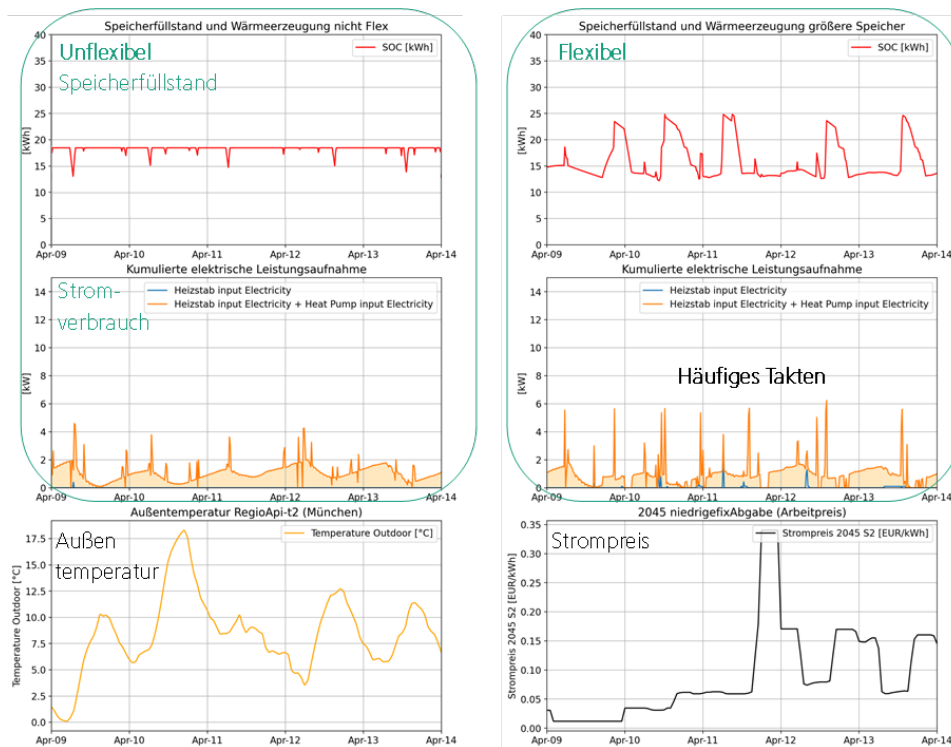 Speicherfüllstand und Wärmeerzeugung nicht Flex
40
35
30
25
20
15
10
5
0
[kWh]
Unflexibel
Speicherfüllstand
SOC [kWh]
Apr-09 Apr-10 Apr-11 Apr-12 Apr-13 Apr-14
Speicherfüllstand und Wärmeerzeugung größere Speicher
40
35
30
25
20
15
10
5
0
[kWh]
Flexibel
SOC [kWh]
Apr-09 Apr-10 Apr-11 Apr-12 Apr-13 Apr-14
Kumulierte elektrische Leistungsaufnahme
14
12
10
8
6
4
2
0
[kW]
Strom-
verbrauch
Heizstab input Electricity
Heizstab input Electricity + Heat Pump input Electricity
Apr-09 Apr-10 Apr-11 Apr-12 Apr-13 Apr-14
Kumulierte elektrische Leistungsaufnahme
14
12
10
8
6
4
2
0
[kW]
Heizstab input Electricity
Heizstab input Electricity + Heat Pump input Electricity
Häufiges Takten
Apr-09 Apr-10 Apr-11 Apr-12 Apr-13 Apr-14
Außentemperatur RegioApi-t2 (München)
17.5
15.0
12.5
10.0
7.5
5.0
2.5
0.0
Temperature Outdoor [°C]
Außen
temperatur
Temperature Outdoor [°C]
Apr-09 Apr-10 Apr-11 Apr-12 Apr-13 Apr-14
2045 niedrigefixAbgabe (Arbeitpreis)
0.35
0.30
0.25
0.20
0.15
0.10
0.05
0.00
Strompreis 2045 S2 [EUR/kWh]
Strompreis
Strompreis 2045 S2 [EUR/kWh]
Apr-09 Apr-10 Apr-11 Apr-12 Apr-13 Apr-14